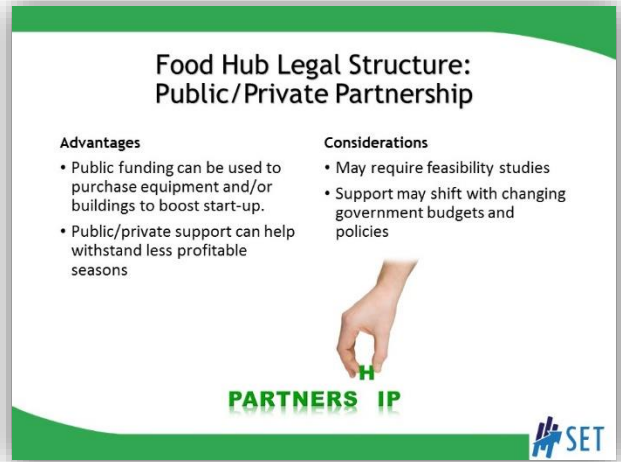 Food Hub Legal Structure:
Public/Private Partnership
Advantages
• Public funding can be used to
purchase equipment and/or
buildings to boost start-up.
• Public/private support can help
withstand less profitable
seasons
Considerations
• May require feasibility studies
• Support may shift with changing
government budgets and
policies
H
PARTNERS IP
SET